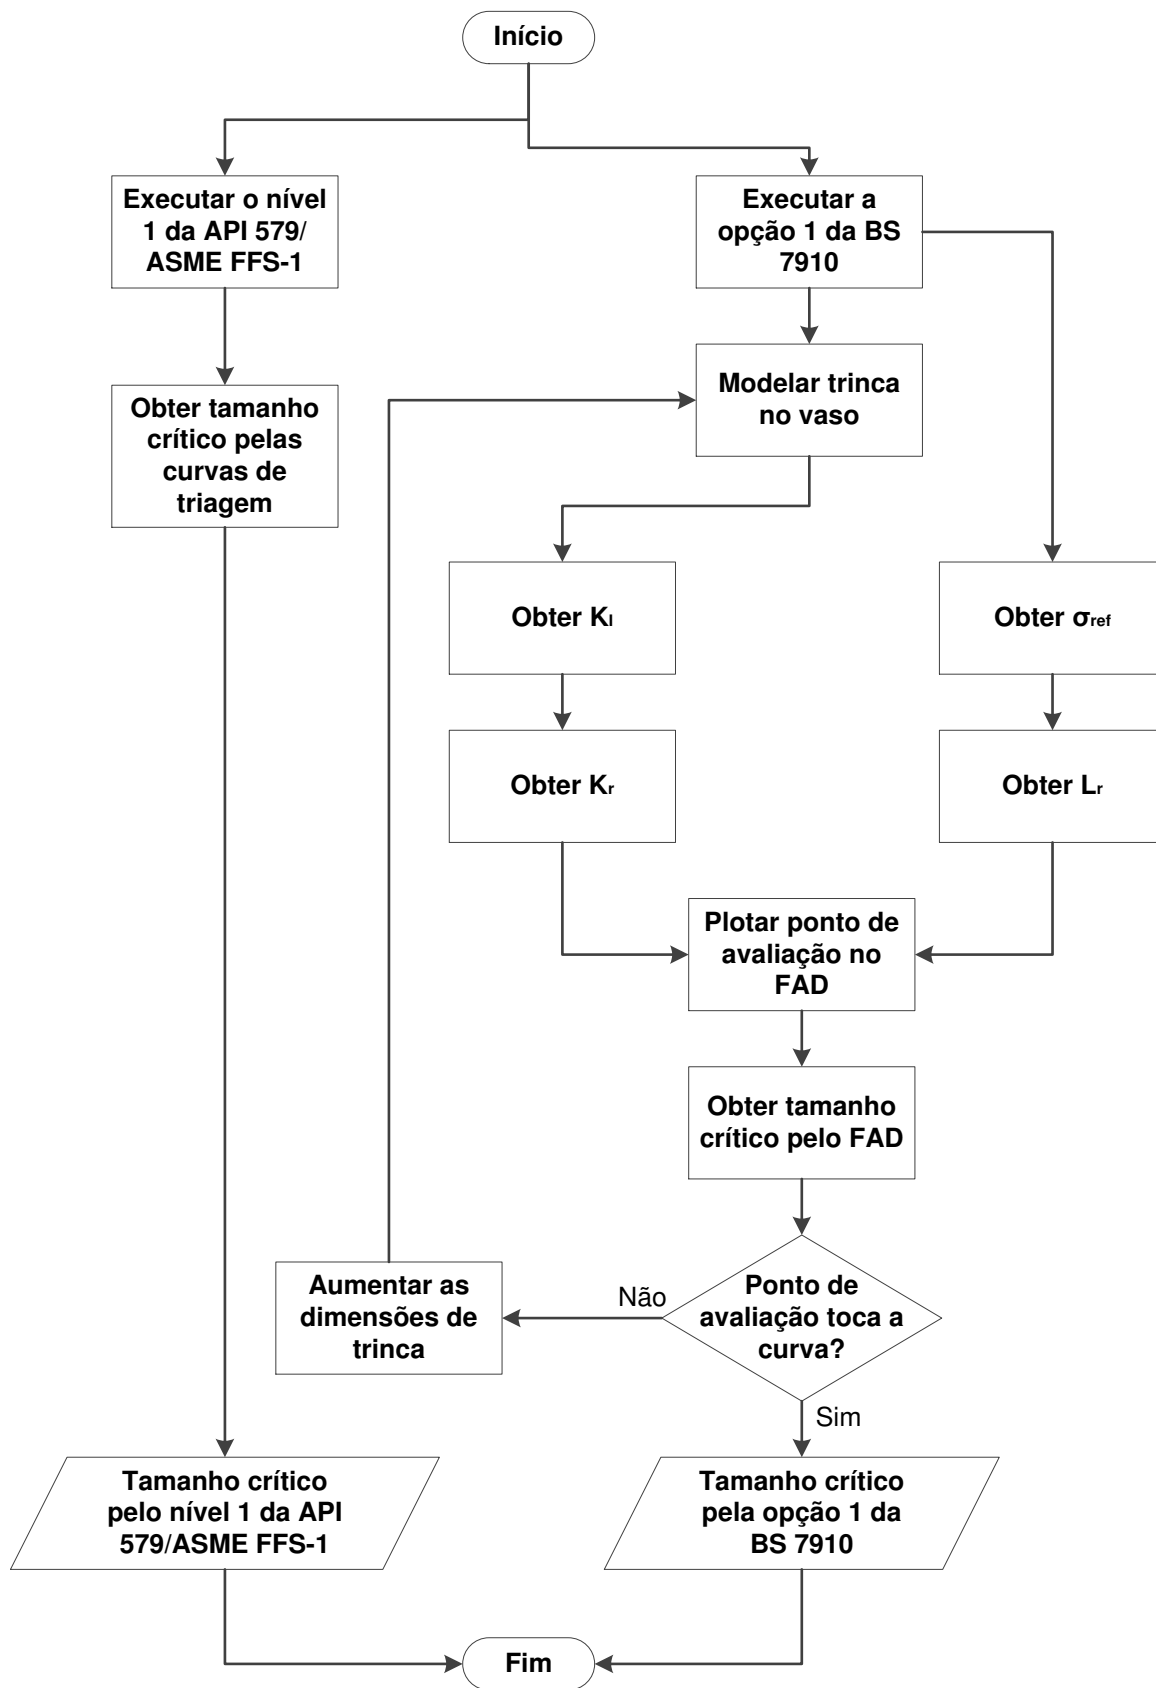 Início
Executar o nível
1 da API 579/
ASME FFS-1
Executar a
opção 1 da BS
7910
Obter tamanho
crítico pelas
curvas de
triagem
Modelar trinca
no vaso
Obter KI
Obter σref
Obter Kr
Obter Lr
Plotar ponto de
avaliação no
FAD
Obter tamanho
crítico pelo FAD
Ponto de
avaliação toca a
curva?
Não
Aumentar as
dimensões de
trinca
Sim
Tamanho crítico
pelo nível 1 da API
579/ASME FFS-1
Tamanho crítico
pela opção 1 da
BS 7910
Fim